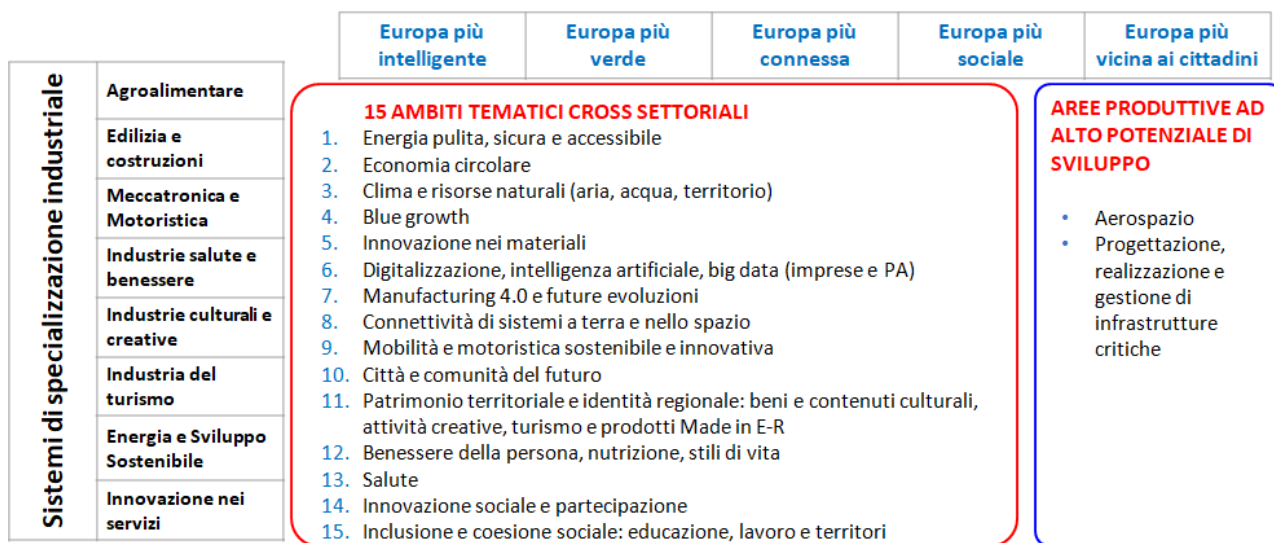 Europa più
intelligente
Europa più
verde
Europa più
connessa
Europa più
sociale
Europa più
vicina ai cittadini
Sistemi di specializzazione industriale
Agroalimentare
Edilizia e
costruzioni
Meccatronica e
Motoristica
Industrie salute e
benessere
Industrie culturali e
creative
Industria del
turismo
Energia e Sviluppo
Sostenibile
Innovazione nei
servizi
15 AMBITI TEMATICI CROSS SETTORIALI
1. Energia pulita, sicura e accessibile
2. Economia circolare
3. Clima e risorse naturali (aria, acqua, territorio)
4. Blue growth
5. Innovazione nei materiali
6. Digitalizzazione, intelligenza artificiale, big data (imprese e PA)
7. Manufacturing 4.0 e future evoluzioni
8. Connettività di sistemi a terra e nello spazio
9. Mobilità e motoristica sostenibile e innovativa
10. Città e comunità del futuro
11. Patrimonio territoriale e identità regionale: beni e contenuti culturali,
attività creative, turismo e prodotti Made in E-R
12. Benessere della persona, nutrizione, stili di vita
13. Salute
14. Innovazione sociale e partecipazione
15. Inclusione e coesione sociale: educazione, lavoro e territori
AREE PRODUTTIVE AD
ALTO POTENZIALE DI
SVILUPPO
• Aerospazio
• Progettazione,
realizzazione e
gestione di
infrastrutture
critiche